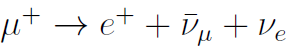 μ⁺ → e⁺ + ν̄_μ + ν_e